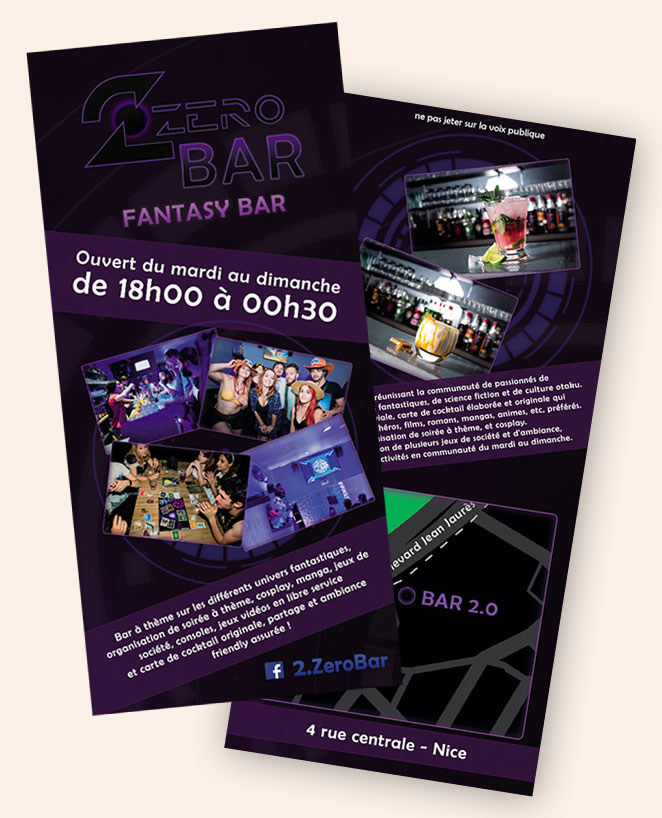 2 ZERO
BAR
FANTASY BAR
Ouvert du mardi au dimanche
de 18h00 à 00h30
Bar à thème sur les différents univers fantastiques,
organisation de soirée à thème, cosplay, manga, jeux de
société, consoles, jeux vidéos en libre service
et carte de cocktail originale, partage et ambiance
friendly assurée !
f 2.ZeroBar
ne pas jeter sur la voix publique
réunissant la communauté de passionnés de
fantastiques, de science fiction et de culture otaku.
carte de cocktail élaborée et originale qui
héros, films, romans, mangas, animes, etc, préférés.
de soirée à thème, et cosplay.
de plusieurs jeux de société et d'ambiance,
en communauté du mardi au dimanche.
Jean Jaurès
BAR 2.0
4 rue centrale - Nice